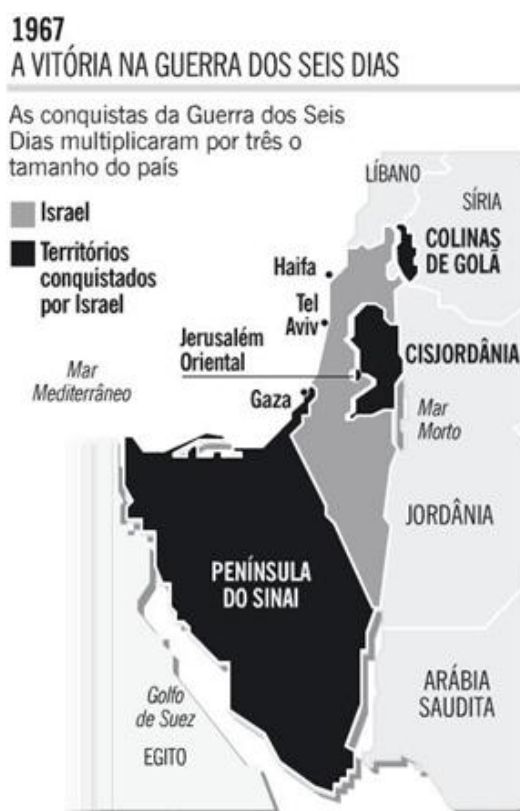 1967
A VITÓRIA NA GUERRA DOS SEIS DIAS
As conquistas da Guerra dos Seis
Dias multiplicaram por três o
tamanho do país
Israel
Territórios
conquistados
por Israel
LÍBANO
SÍRIA
COLINAS
DE GOLÃ
Haifa
Tel
Aviv
Jerusalém
Oriental
CISJORDÂNIA
Mar
Mediterrâneo
Gaza
Mar
Morto
JORDÂNIA
PENÍNSULA
DO SINAI
ARÁBIA
SAUDITA
Golfo
de Suez
EGITO